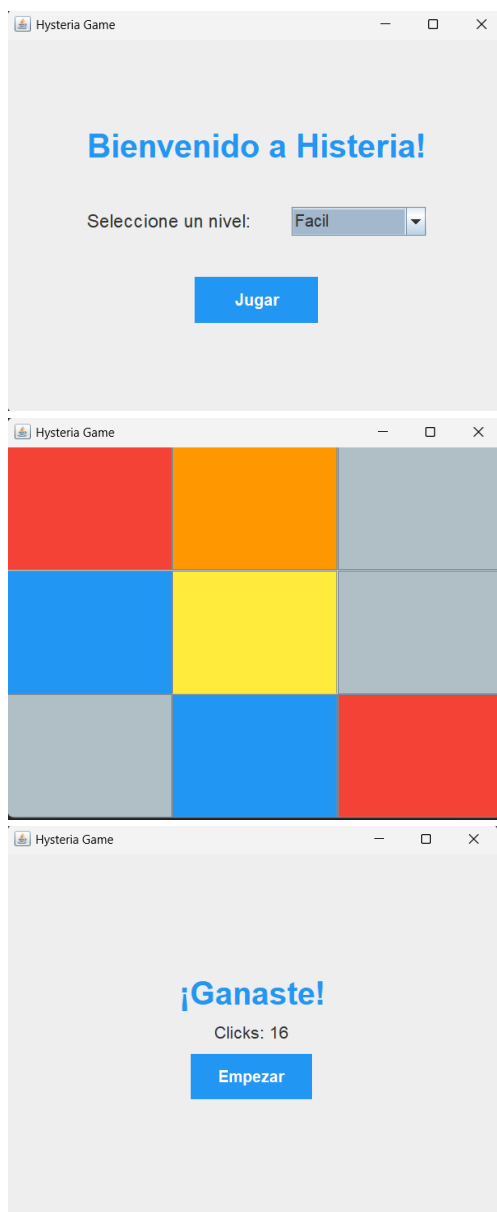 Hysteria Game
Bienvenido a Histeria!
Seleccione un nivel: Facil
Jugar
Hysteria Game
Hysteria Game
¡Ganaste!
Clicks: 16
Empezar